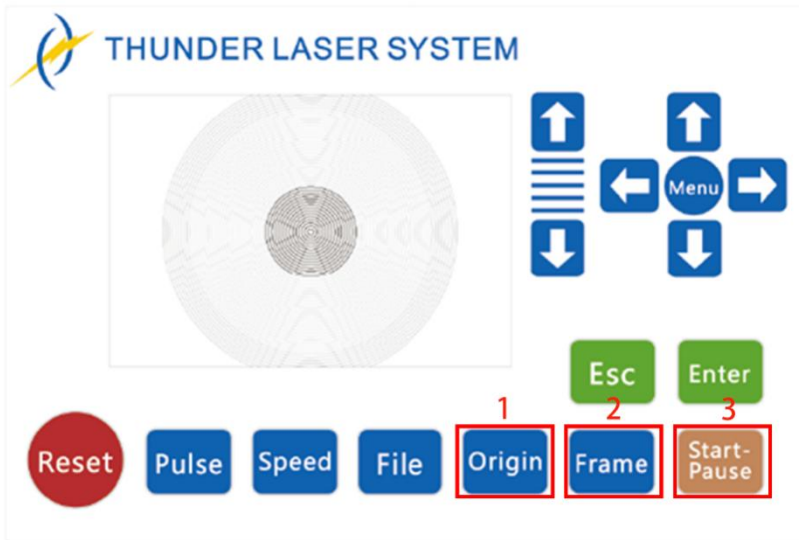 THUNDER LASER SYSTEM
Menu
Esc
Enter
1
2
3
Reset
Pulse
Speed
File
Origin
Frame
Start-
Pause